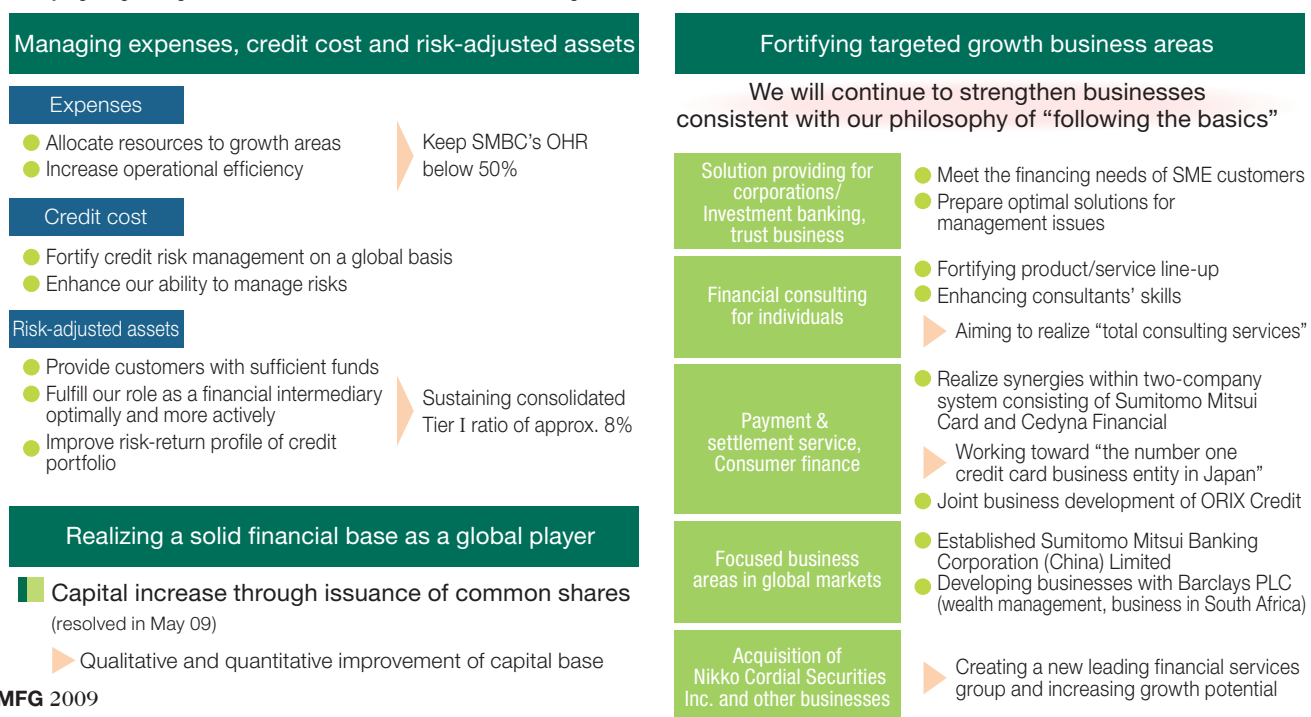 Managing expenses, credit cost and risk-adjusted assets
Expenses
Allocate resources to growth areas
Increase operational efficiency
Keep SMBC's OHR
below 50%
Credit cost
Fortify credit risk management on a global basis
Enhance our ability to manage risks
Risk-adjusted assets
Provide customers with sufficient funds
Fulfill our role as a financial intermediary
optimally and more actively
Improve risk-return profile of credit
portfolio
Sustaining consolidated
Tier I ratio of approx. 8%
Realizing a solid financial base as a global player
Capital increase through issuance of common shares
(resolved in May 09)
Qualitative and quantitative improvement of capital base
MFG 2009
Fortifying targeted growth business areas
We will continue to strengthen businesses
consistent with our philosophy of “following the basics”
Solution providing for
corporations/
Investment banking,
trust business
Meet the financing needs of SME customers
Prepare optimal solutions for
management issues
Financial consulting
for individuals
Fortifying product/service line-up
Enhancing consultants' skills
Aiming to realize “total consulting services”
Payment &
settlement service,
Consumer finance
Realize synergies within two-company
system consisting of Sumitomo Mitsui
Card and Cedyna Financial
Working toward “the number one
credit card business entity in Japan”
Joint business development of ORIX Credit
Focused business
areas in global markets
Established Sumitomo Mitsui Banking
Corporation (China) Limited
Developing businesses with Barclays PLC
(wealth management, business in South Africa)
Acquisition of
Nikko Cordial Securities
Inc. and other businesses
Creating a new leading financial services
group and increasing growth potential